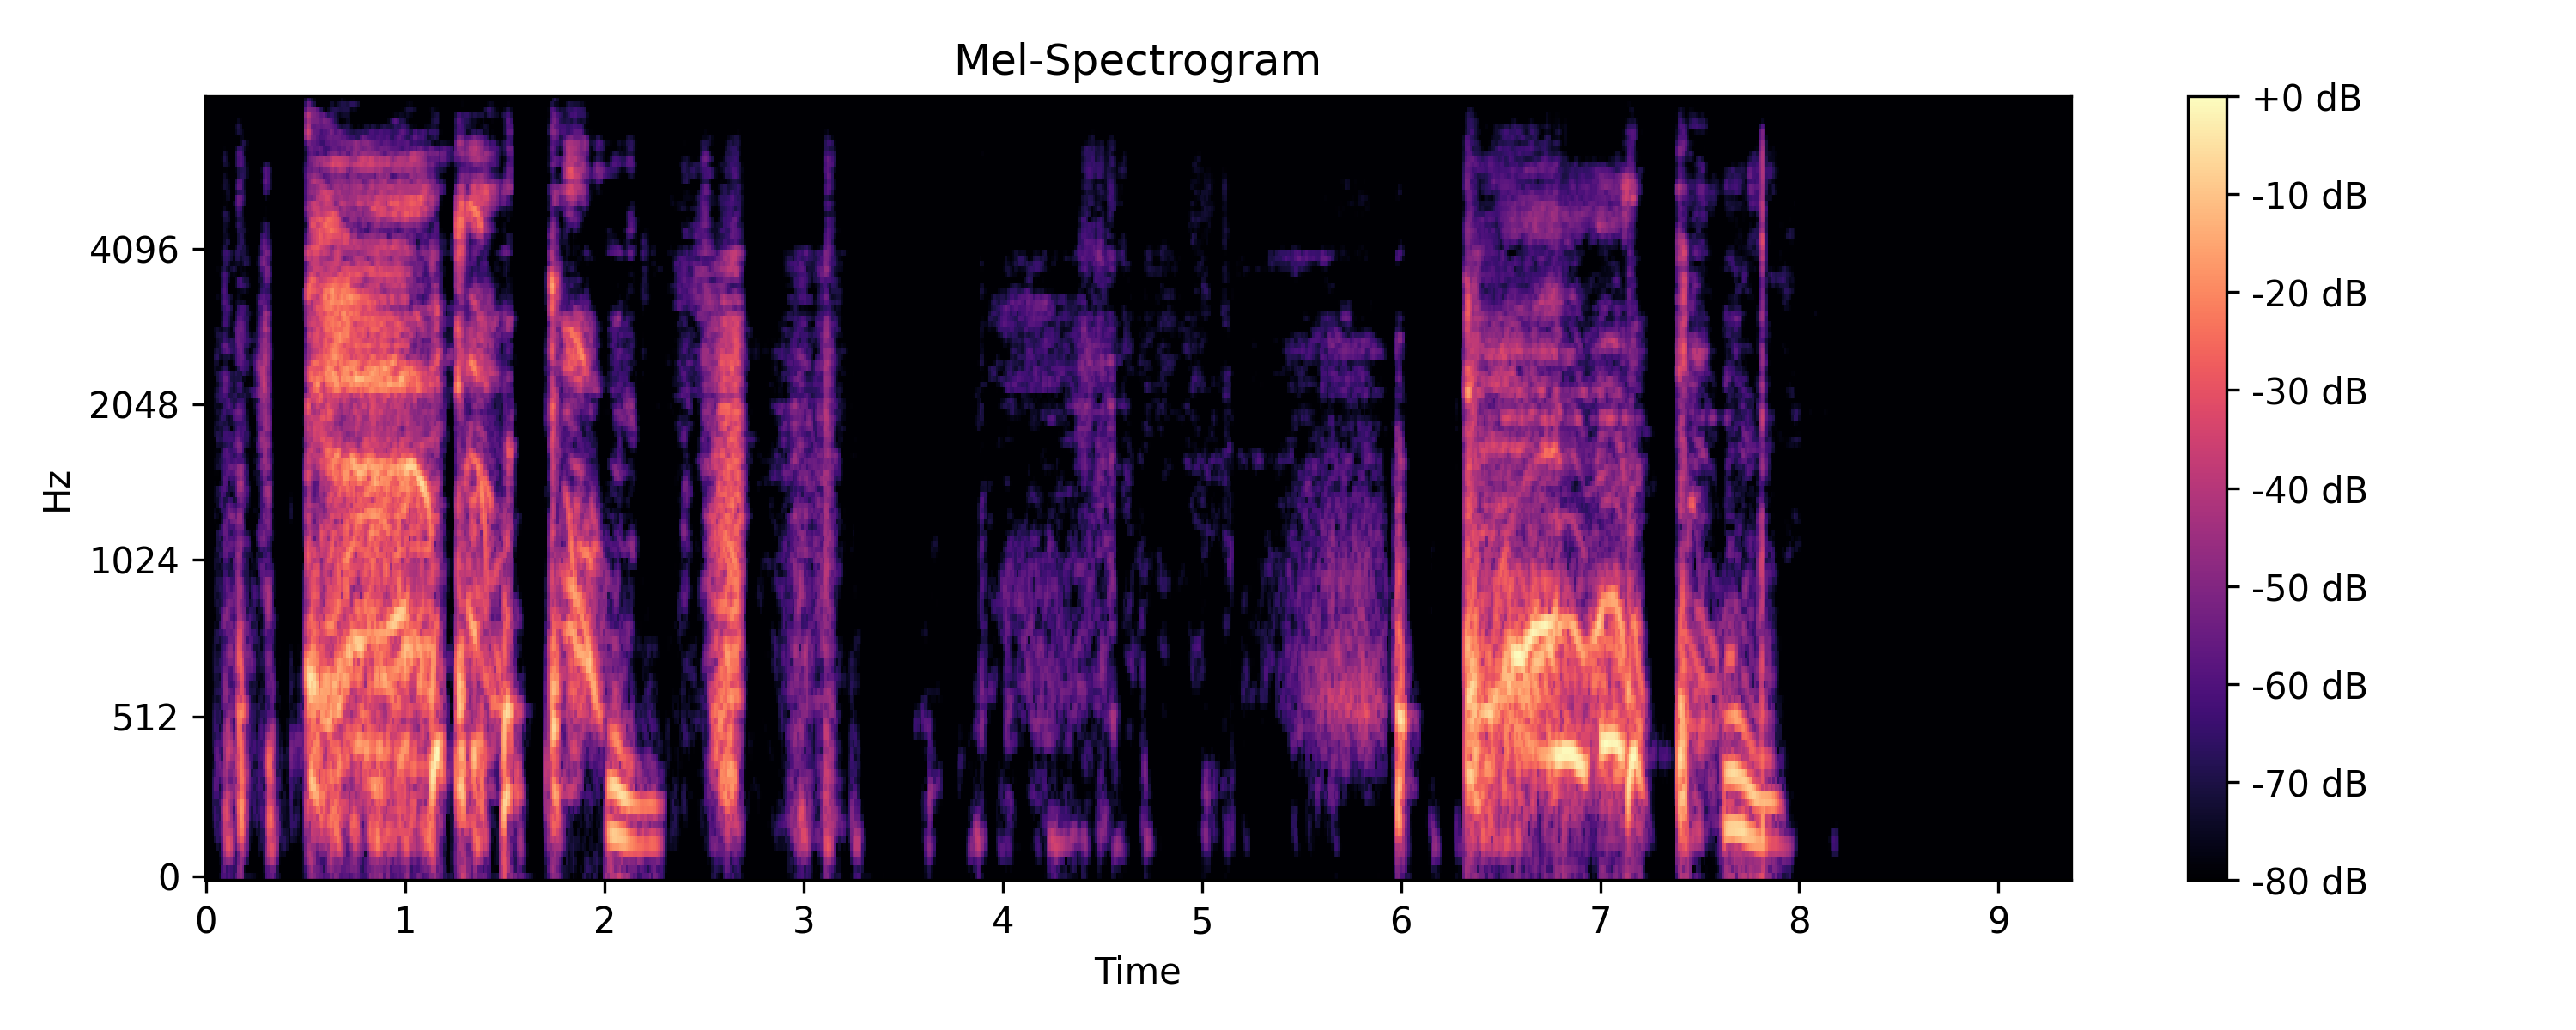 Mel-Spectrogram
+0 dB
-10 dB
4096
-20 dB
-30 dB
2048
-40 dB
Hz
1024
-50 dB
-60 dB
512
-70 dB
0
-80 dB
0 1 2 3 4 5 6 7 8 9
Time